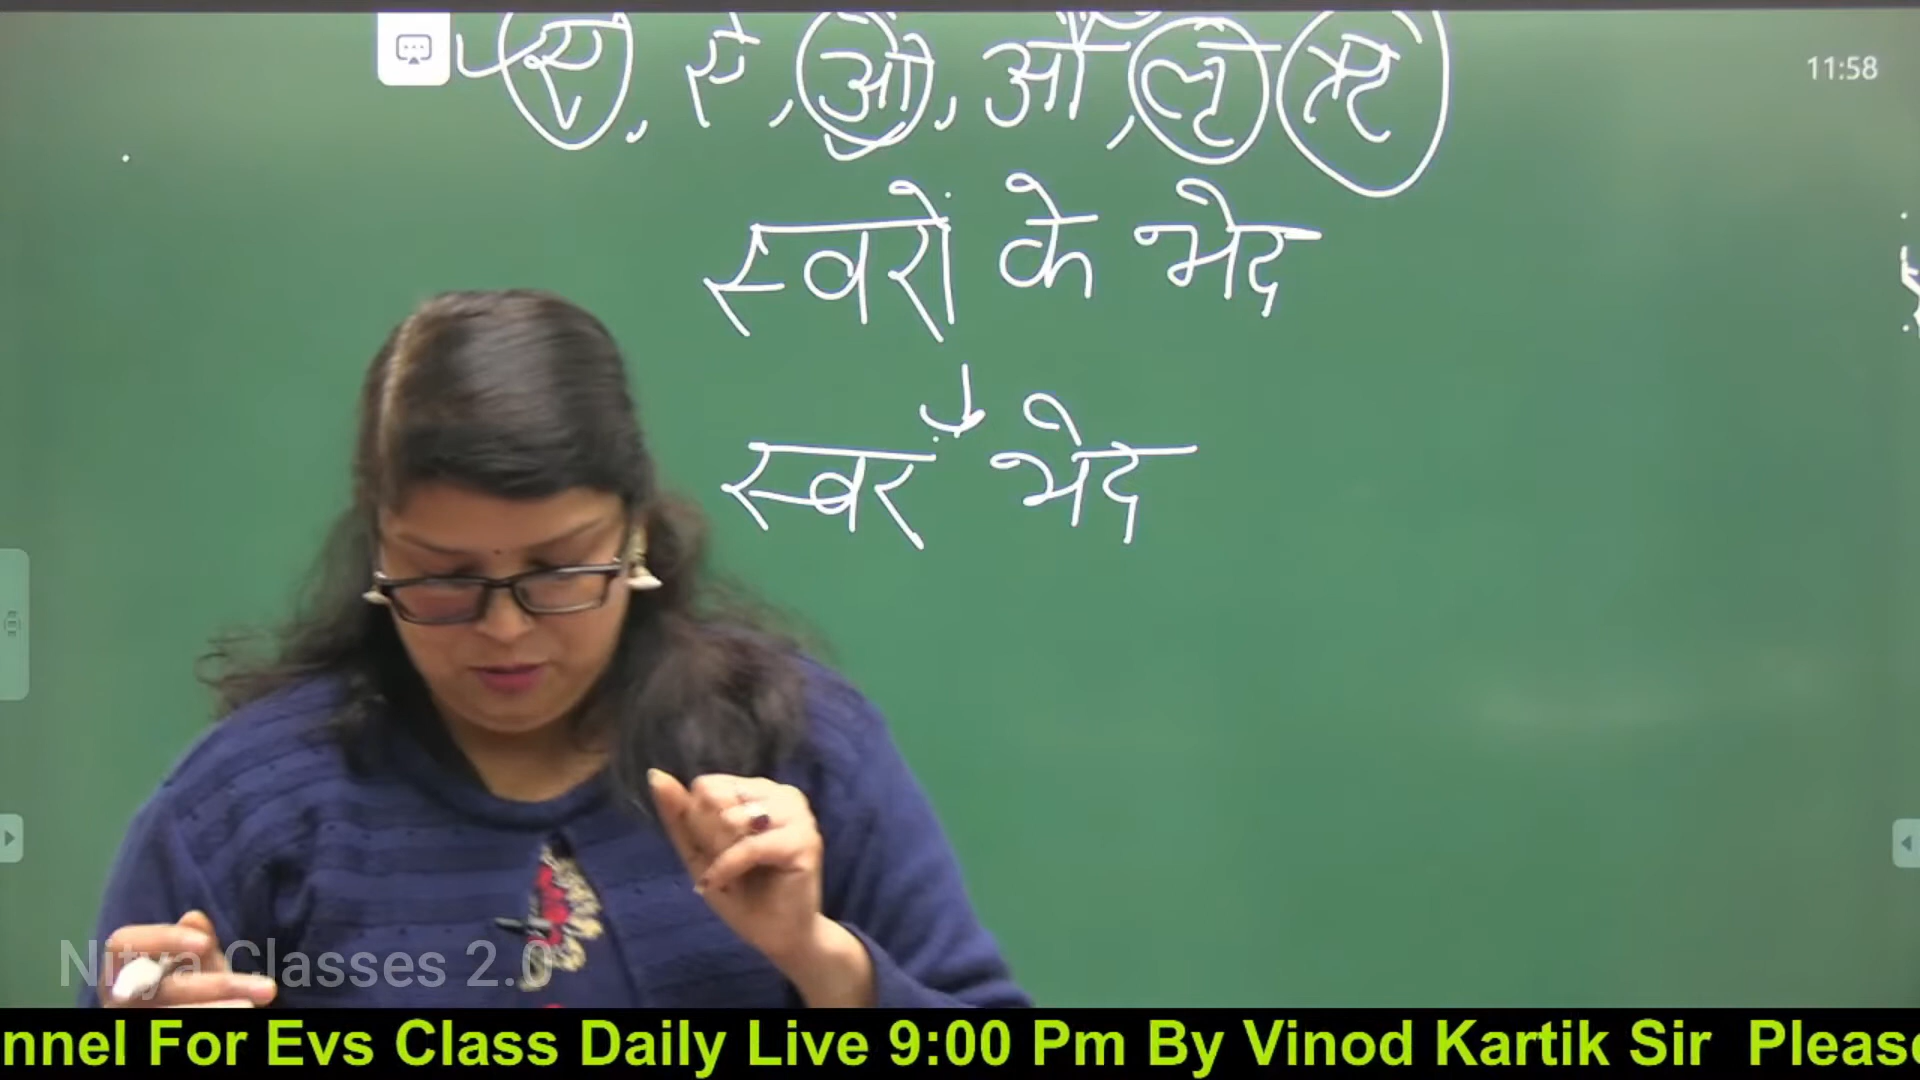 ए, ऐ, ओ, औ, लृ ऋ
11:58
स्वरों के भेद
स्वर भेद
Nitya Classes 2.0
nnel For Evs Class Daily Live 9:00 Pm By Vinod Kartik Sir Please